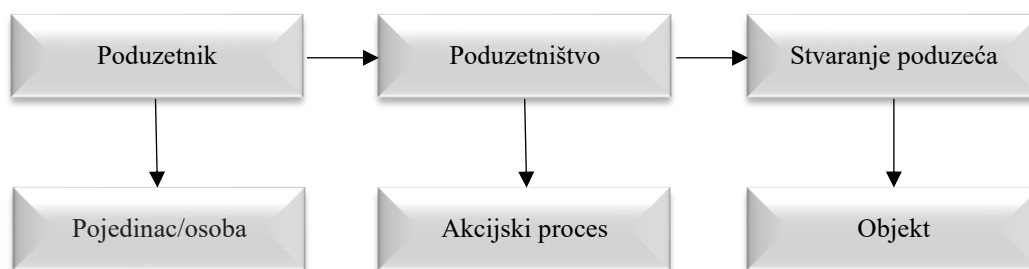 Poduzetnik
Poduzetništvo
Stvaranje poduzeća
Pojedinac/osoba
Akcijski proces
Objekt